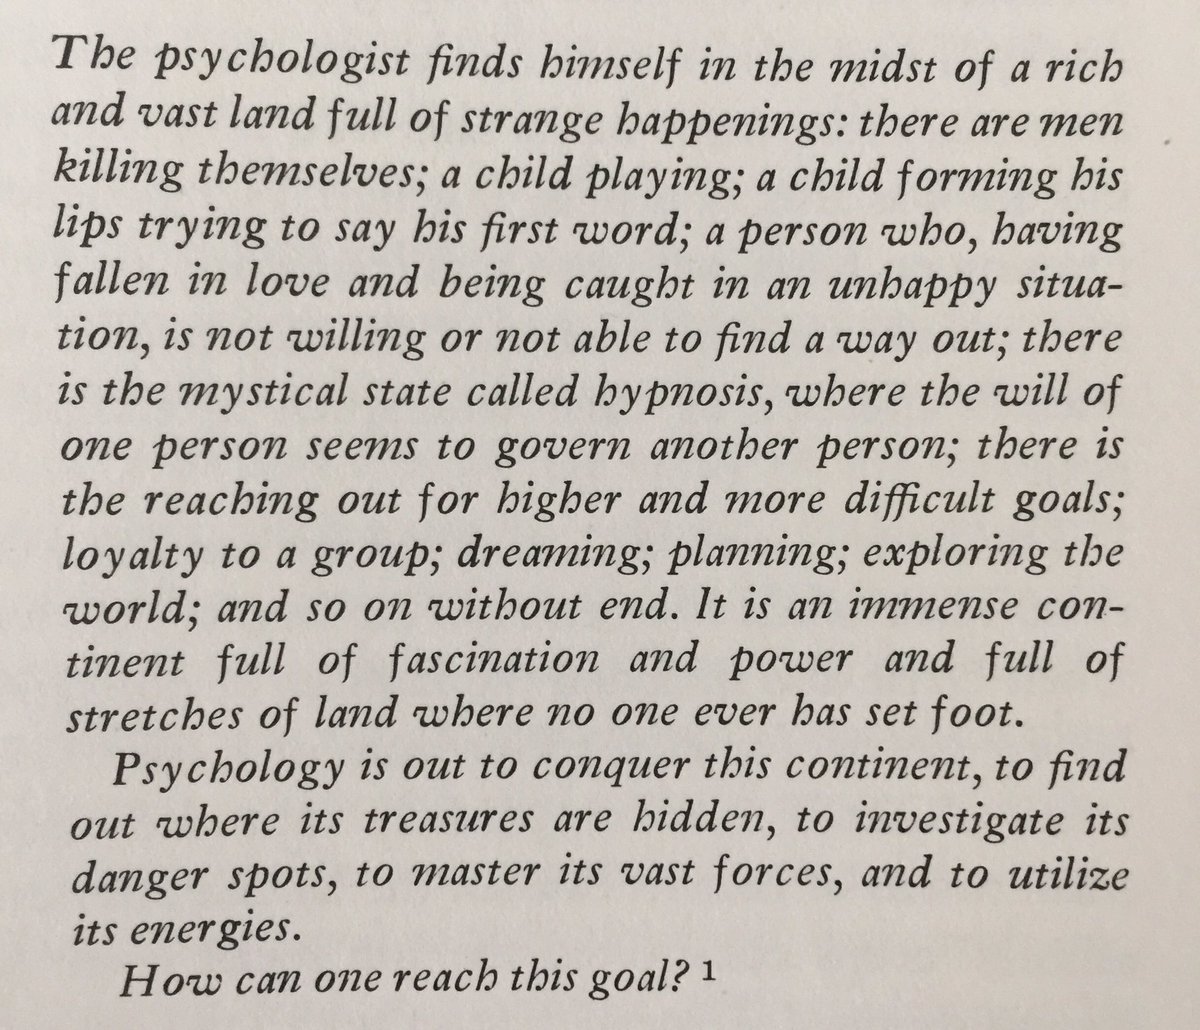 The psychologist finds himself in the midst of a rich
and vast land full of strange happenings: there are men
killing themselves; a child playing; a child forming his
lips trying to say his first word; a person who, having
fallen in love and being caught in an unhappy situa-
tion, is not willing or not able to find a way out; there
is the mystical state called hypnosis, where the will of
one person seems to govern another person; there is
the reaching out for higher and more difficult goals;
loyalty to a group; dreaming; planning; exploring the
world; and so on without end. It is an immense con-
tinent full of fascination and power and full of
stretches of land where no one ever has set foot.
Psychology is out to conquer this continent, to find
out where its treasures are hidden, to investigate its
danger spots, to master its vast forces, and to utilize
its energies.
How can one reach this goal? 1